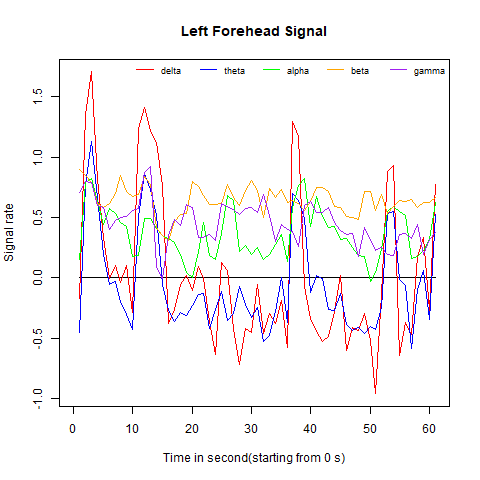 Left Forehead Signal
delta theta alpha beta gamma
Signal rate
1.5
1.0
0.5
0.0
-0.5
-1.0
0 10 20 30 40 50 60
Time in second(starting from 0 s)